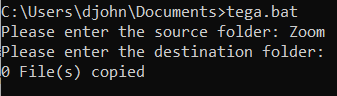 C:\Users\djohn\Documents>tega.bat
Please enter the source folder: Zoom
Please enter the destination folder:
0 File(s) copied